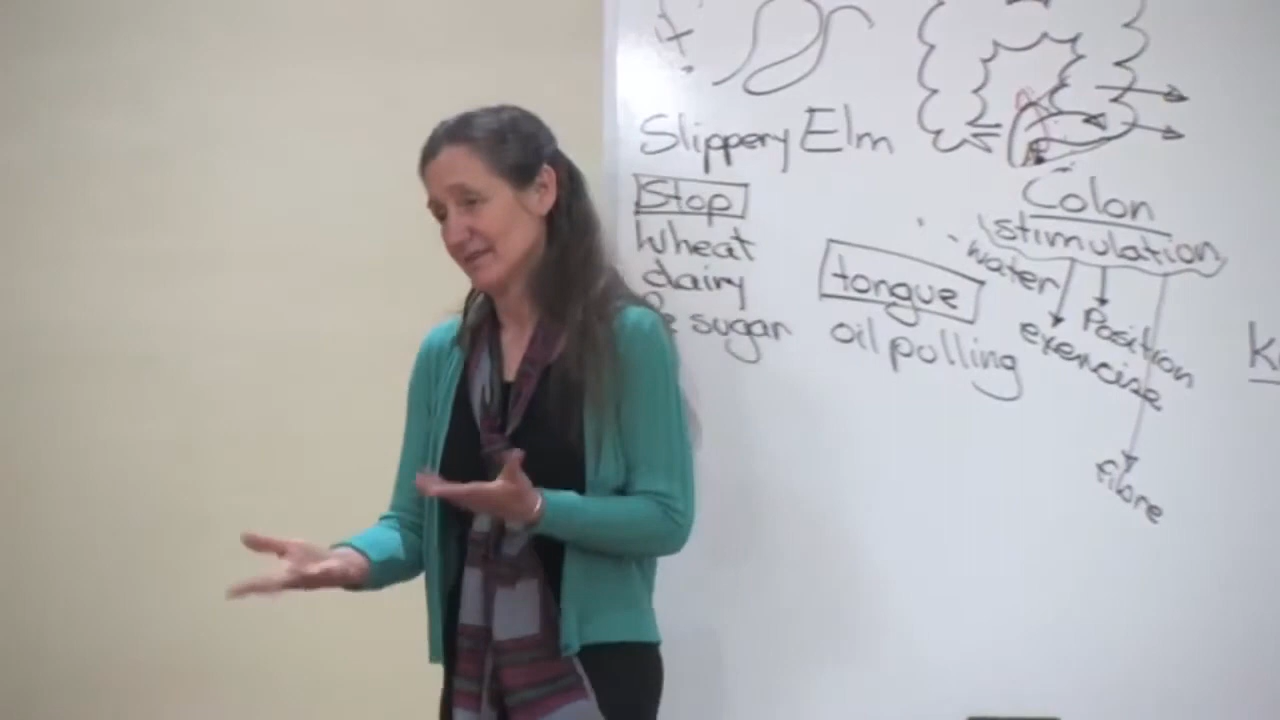 Slippery Elm
Stop
Wheat
dairy
& sugar
tongue
oil polling
Colon
stimulation
water
exercise
Position
fibre